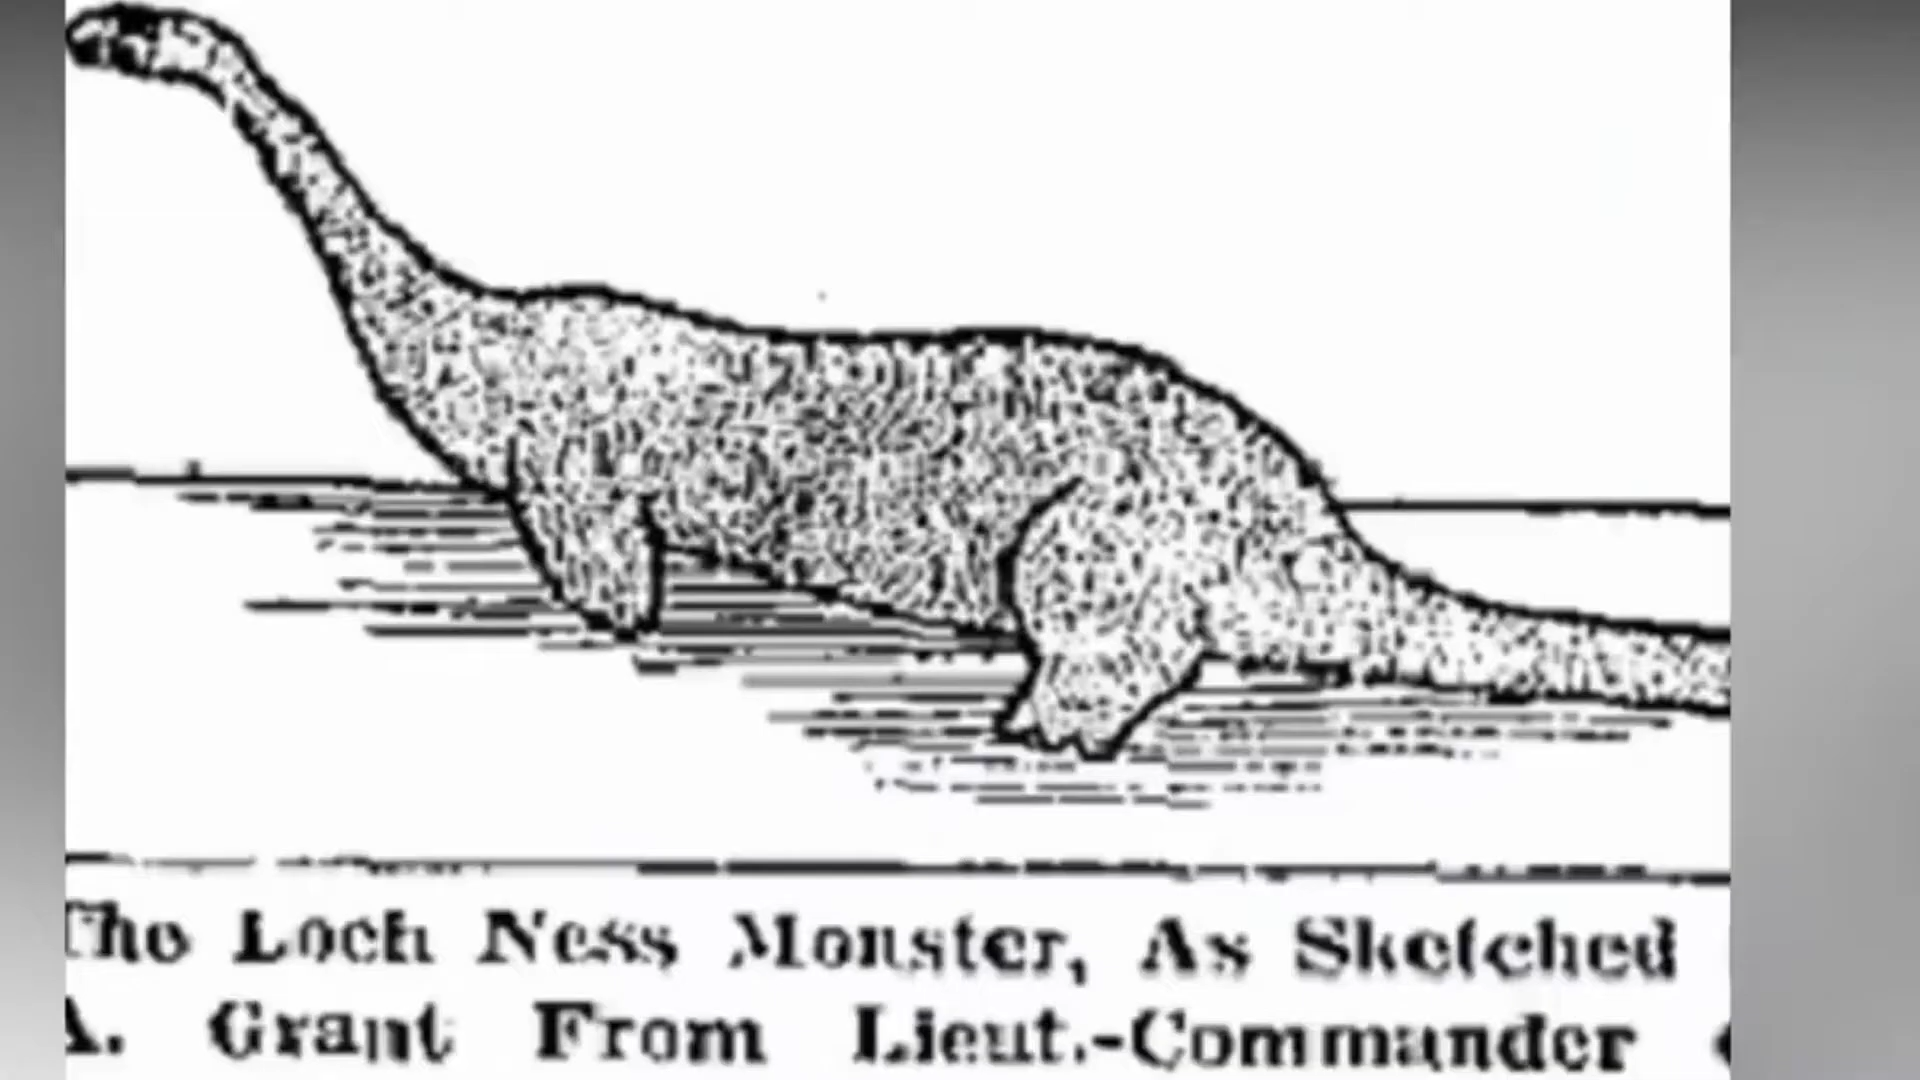 The Loch Ness Monster, As Sketched
A. Grant From Lieut.-Commander